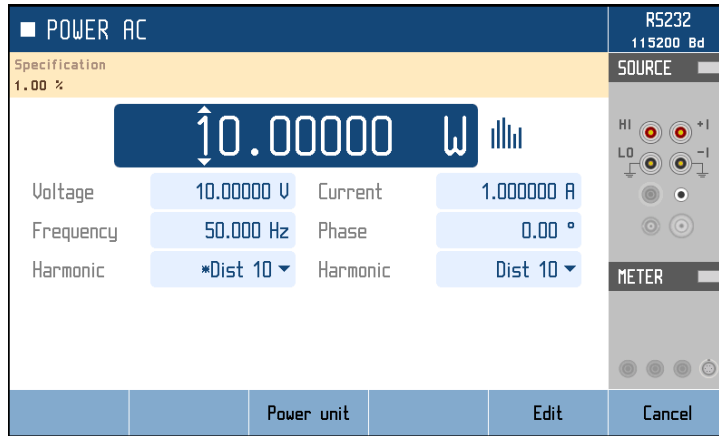 POWER AC
RS232
115200 Bd
Specification
1.00 %
SOURCE
10.00000 W
HI +I
LO -I
Voltage 10.00000 V Current 1.000000 A
Frequency 50.000 Hz Phase 0.00 °
Harmonic *Dist 10 Harmonic Dist 10
METER
Power unit Edit Cancel